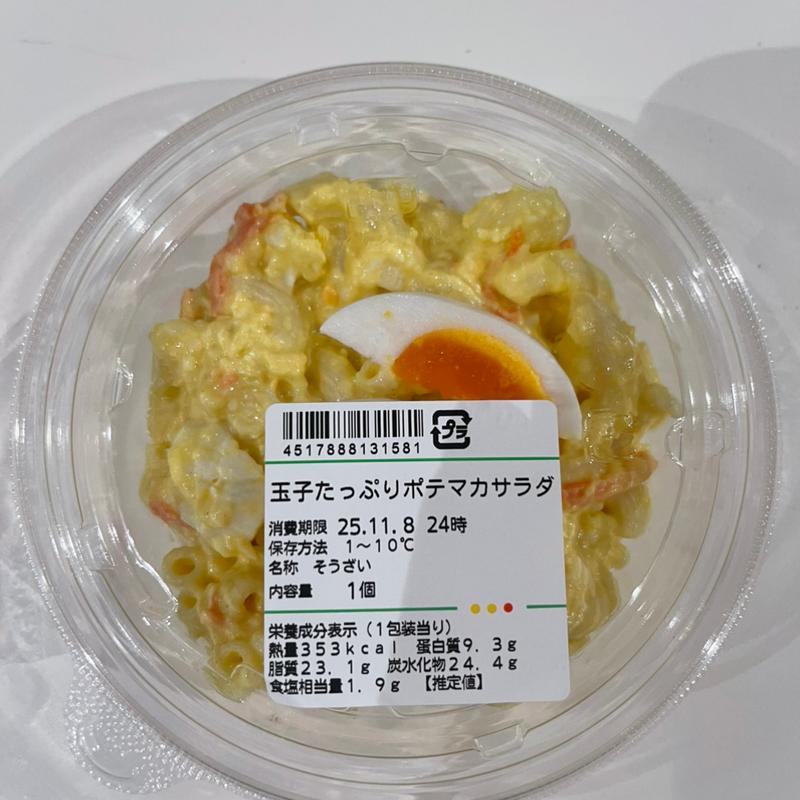 4517888131581
プラ
玉子たっぷりポテマカサラダ
消費期限 25.11.8 24時
保存方法 1～10℃
名称 そうざい
内容量 1個
栄養成分表示（1包装当り）
熱量353kcal 蛋白質9.3g
脂質23.1g 炭水化物24.4g
食塩相当量1.9g 【推定値】